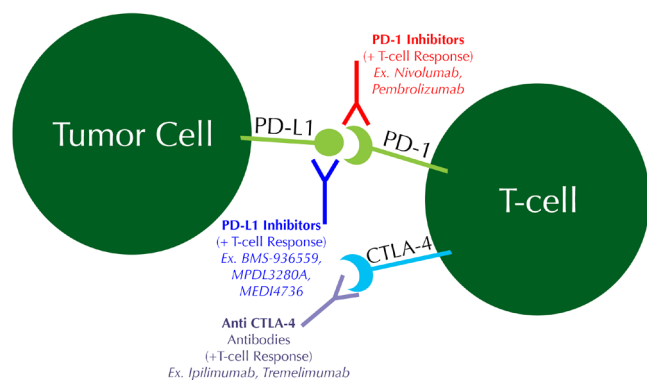 PD-1 Inhibitors
(+ T-cell Response)
Ex. Nivolumab,
Pembrolizumab
Tumor Cell
PD-L1
PD-1
T-cell
PD-L1 Inhibitors
(+ T-cell Response)
Ex. BMS-936559,
MPDL3280A,
MEDI4736
CTLA-4
Anti CTLA-4
Antibodies
(+T-cell Response)
Ex. Ipilimumab, Tremelimumab